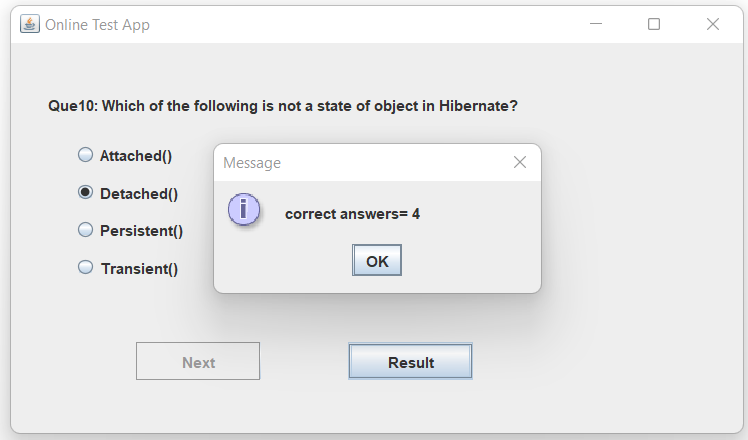 Online Test App
Que10: Which of the following is not a state of object in Hibernate?
Attached()
Detached()
Persistent()
Transient()
Message
i
correct answers= 4
OK
Next
Result